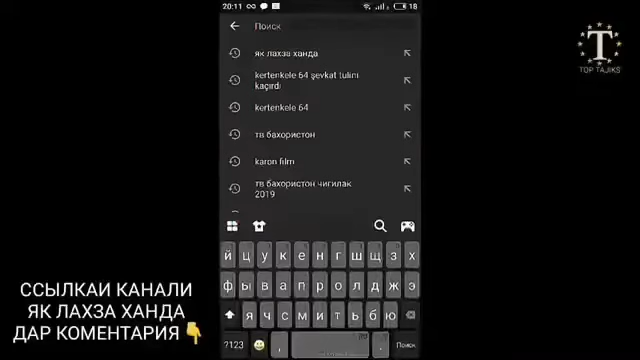 20:11
18
Поиск
як лахза ханда
kertenkele 64 şevkat tulini
kaçırdı
kertenkele 64
тв бахористон
karon film
тв бахористон чигилак
2019
й ц у к е н г ш щ з х
ф ы в а п р о л д ж э
я ч с м и т ь б ю
?123 , . Поиск
T
TOP TAJIKS
ССЫЛКАИ КАНАЛИ
ЯК ЛАХЗА ХАНДА
ДАР КОМЕНТАРИЯ👇